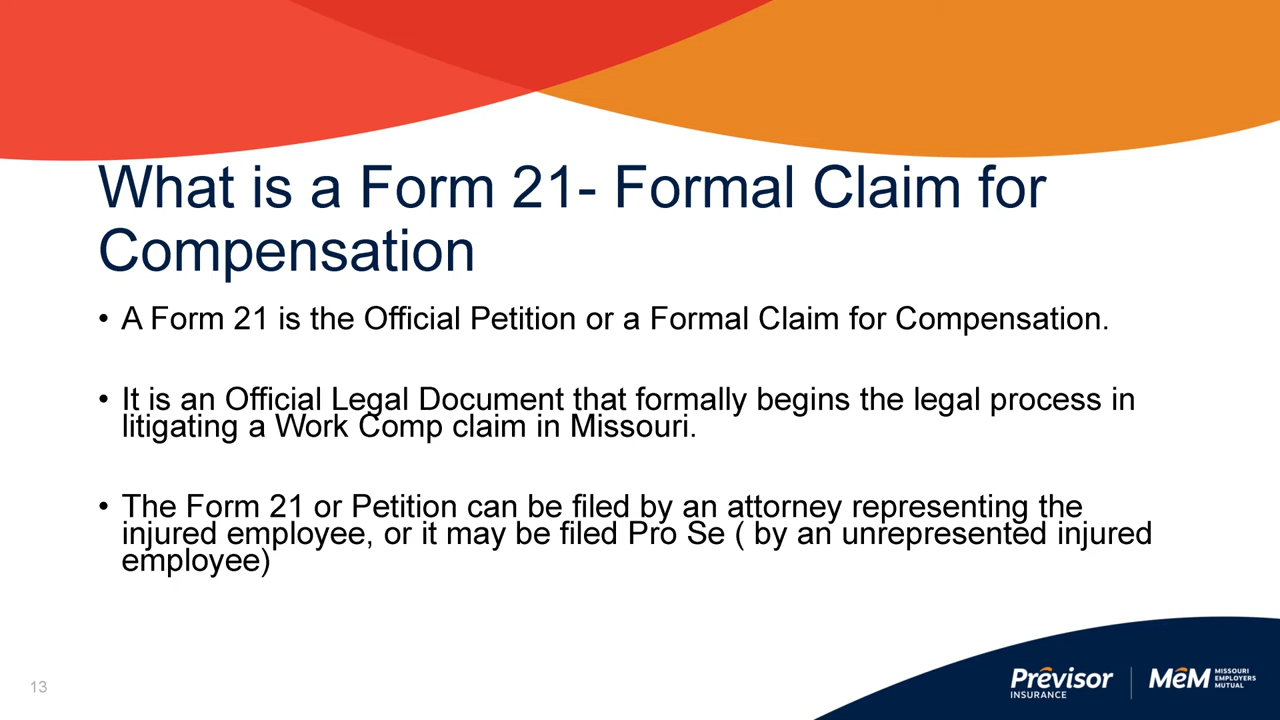 What is a Form 21- Formal Claim for
Compensation
• A Form 21 is the Official Petition or a Formal Claim for Compensation.
• It is an Official Legal Document that formally begins the legal process in
litigating a Work Comp claim in Missouri.
• The Form 21 or Petition can be filed by an attorney representing the
injured employee, or it may be filed Pro Se ( by an unrepresented injured
employee)
13
Prēvisor
INSURANCE
MēM
MISSOURI
EMPLOYERS
MUTUAL